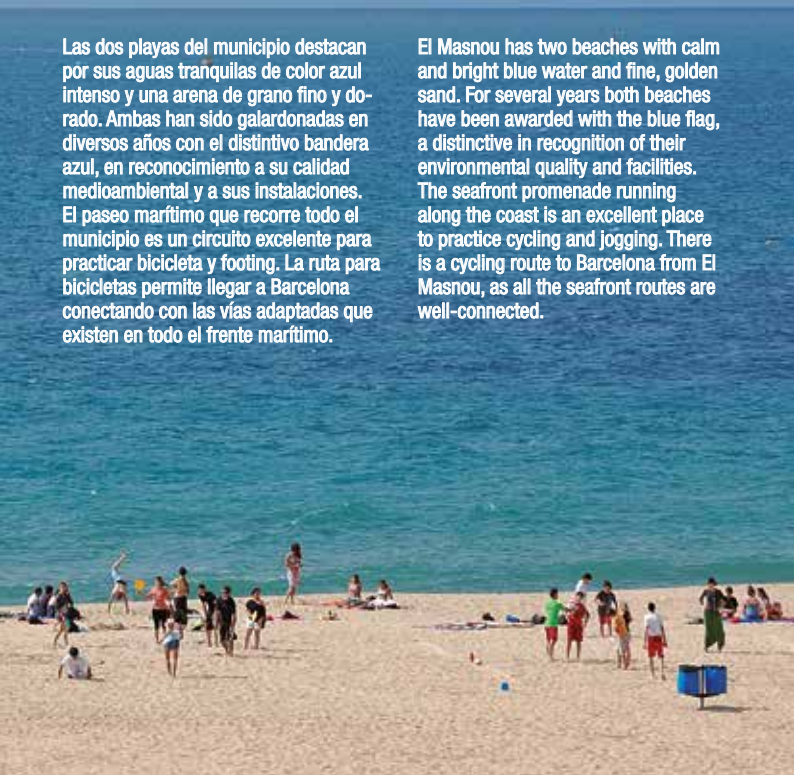 Las dos playas del municipio destacan
por sus aguas tranquilas de color azul
intenso y una arena de grano fino y do-
rado. Ambas han sido galardonadas en
diversos años con el distintivo bandera
azul, en reconocimiento a su calidad
medioambiental y a sus instalaciones.
El paseo marítimo que recorre todo el
municipio es un circuito excelente para
practicar bicicleta y footing. La ruta para
bicicletas permite llegar a Barcelona
conectando con las vías adaptadas que
existen en todo el frente marítimo.
El Masnou has two beaches with calm
and bright blue water and fine, golden
sand. For several years both beaches
have been awarded with the blue flag,
a distinctive in recognition of their
environmental quality and facilities.
The seafront promenade running
along the coast is an excellent place
to practice cycling and jogging. There
is a cycling route to Barcelona from El
Masnou, as all the seafront routes are
well-connected.